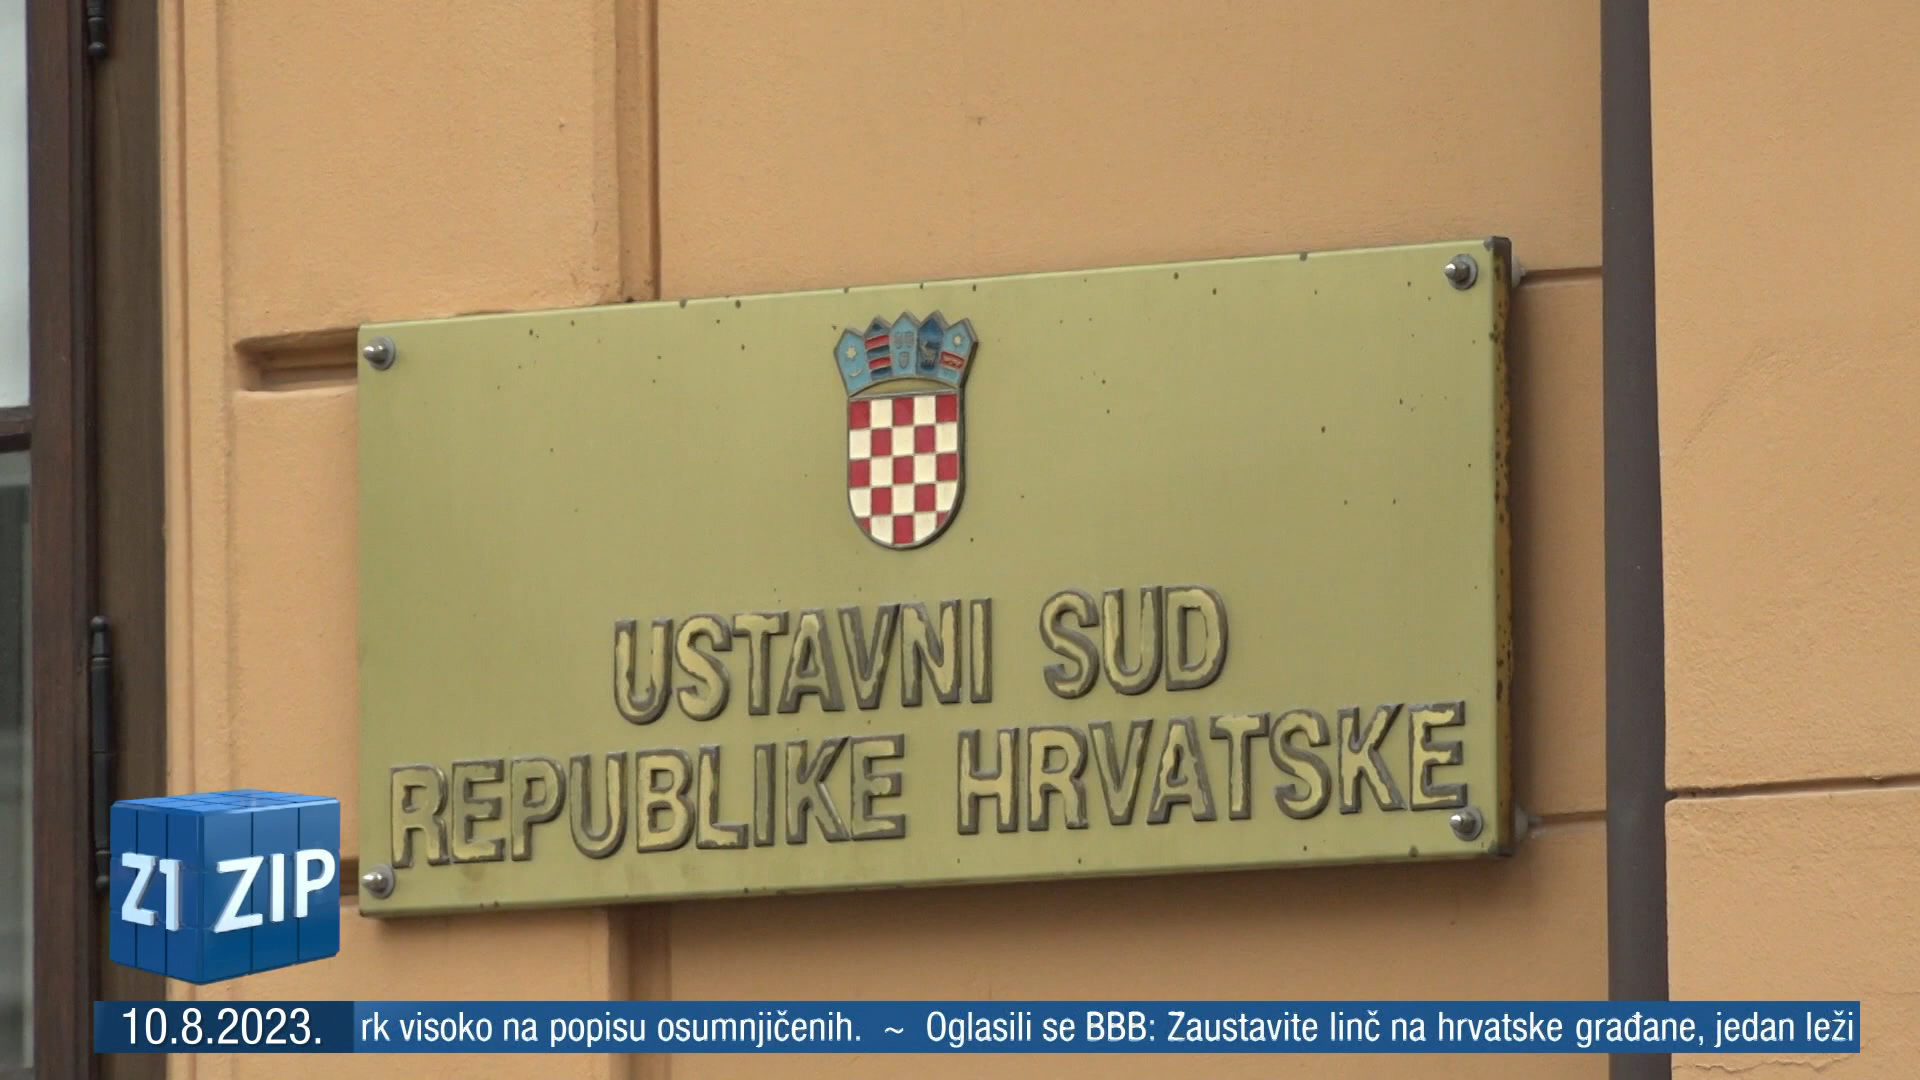 USTAVNI SUD
REPUBLIKE HRVATSKE
Z1 ZIP
10.8.2023. rk visoko na popisu osumnjičenih. ~ Oglasili se BBB: Zaustavite linč na hrvatske građane, jedan leži